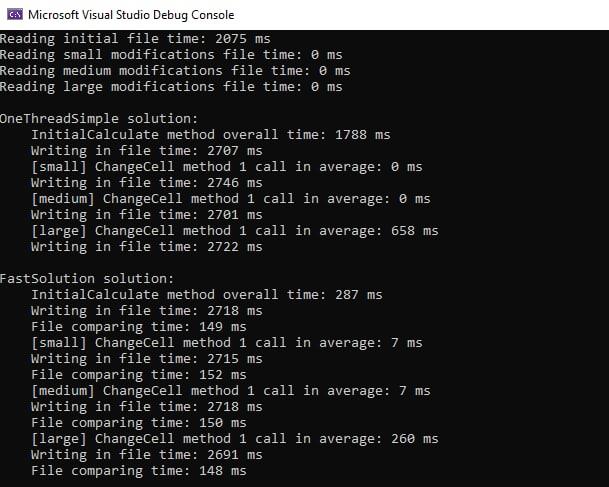 Microsoft Visual Studio Debug Console
Reading initial file time: 2075 ms
Reading small modifications file time: 0 ms
Reading medium modifications file time: 0 ms
Reading large modifications file time: 0 ms
OneThreadSimple solution:
InitialCalculate method overall time: 1788 ms
Writing in file time: 2707 ms
[small] ChangeCell method 1 call in average: 0 ms
Writing in file time: 2746 ms
[medium] ChangeCell method 1 call in average: 0 ms
Writing in file time: 2701 ms
[large] ChangeCell method 1 call in average: 658 ms
Writing in file time: 2722 ms
FastSolution solution:
InitialCalculate method overall time: 287 ms
Writing in file time: 2718 ms
File comparing time: 149 ms
[small] ChangeCell method 1 call in average: 7 ms
Writing in file time: 2715 ms
File comparing time: 152 ms
[medium] ChangeCell method 1 call in average: 7 ms
Writing in file time: 2718 ms
File comparing time: 150 ms
[large] ChangeCell method 1 call in average: 260 ms
Writing in file time: 2691 ms
File comparing time: 148 ms